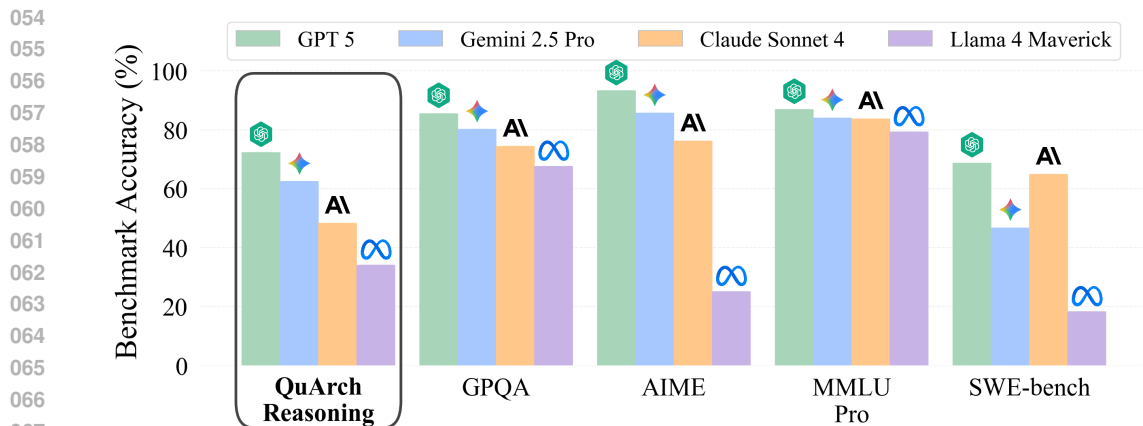 054
055
056
057
058
059
060
061
062
063
064
065
066
GPT 5 Gemini 2.5 Pro Claude Sonnet 4 Llama 4 Maverick
Benchmark Accuracy (%)
100
80
60
40
20
0
A\
A\
A\
A\
A\
QuArch
Reasoning
GPQA
AIME
MMLU
Pro
SWE-bench